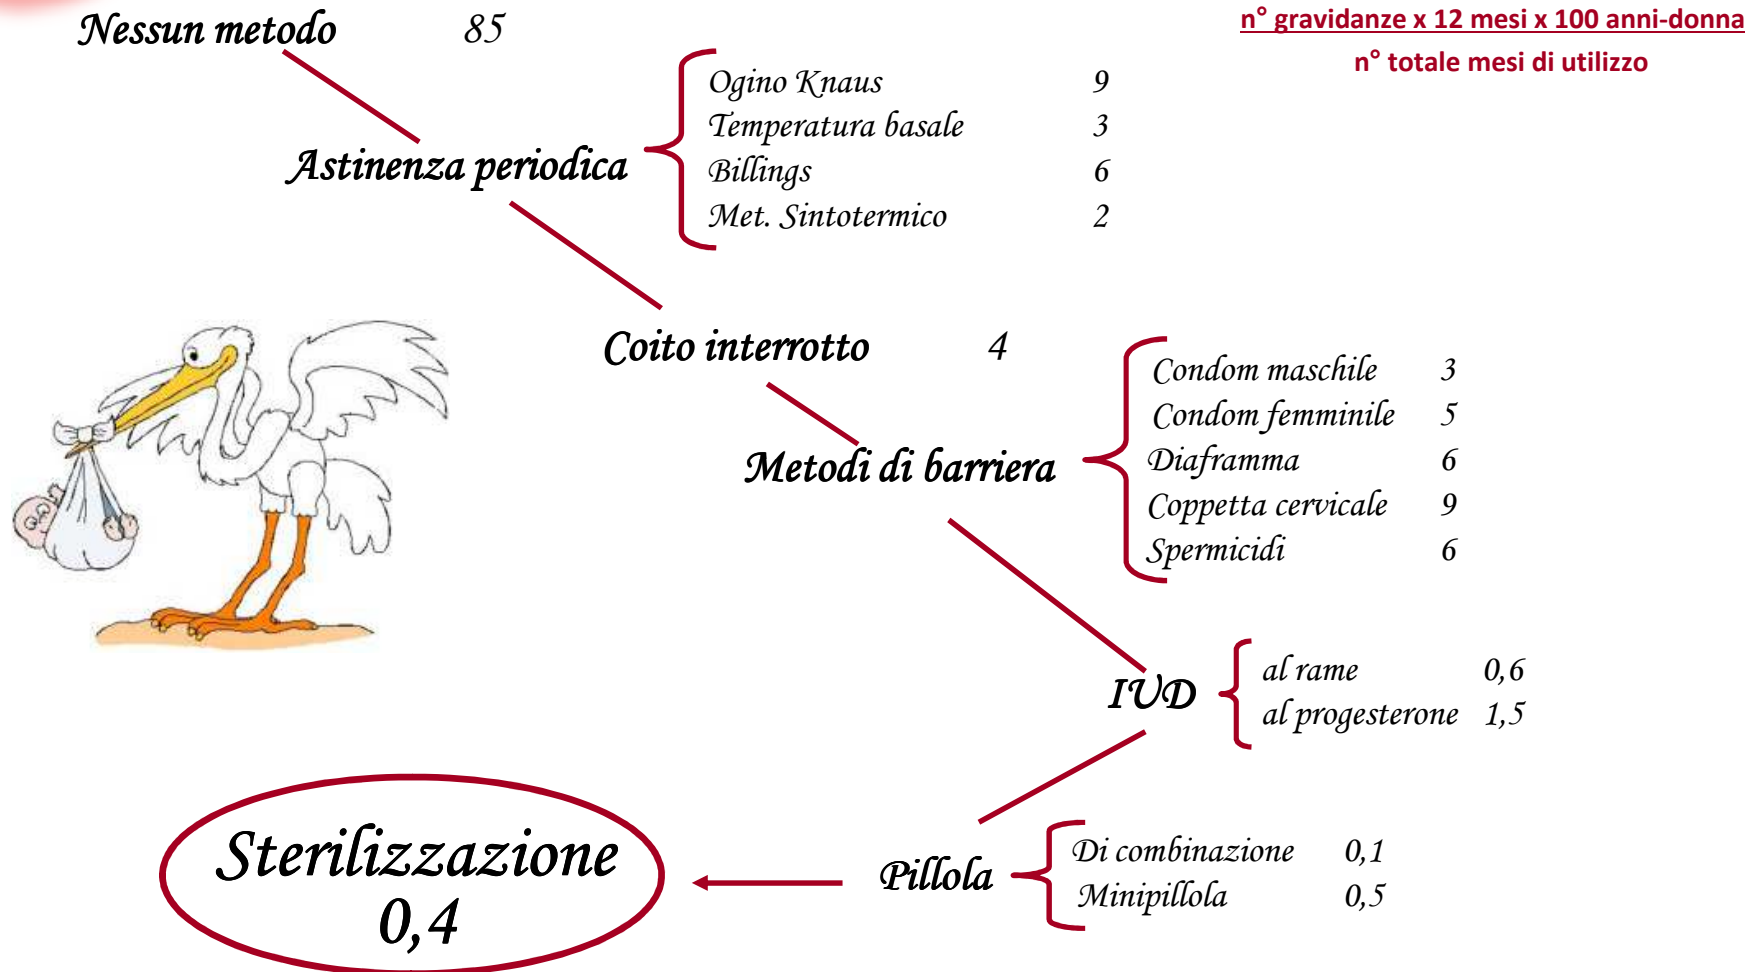 Nessun metodo 85
n° gravidanze x 12 mesi x 100 anni-donna
n° totale mesi di utilizzo
Astinenza periodica
Ogino Knaus 9
Temperatura basale 3
Billings 6
Met. Sintotermico 2
Coito interrotto 4
Metodi di barriera
Condom maschile 3
Condom femminile 5
Diaframma 6
Coppetta cervicale 9
Spermicidi 6
IUD
al rame 0,6
al progesterone 1,5
Pillola
Di combinazione 0,1
Minipillola 0,5
Sterilizzazione
0,4